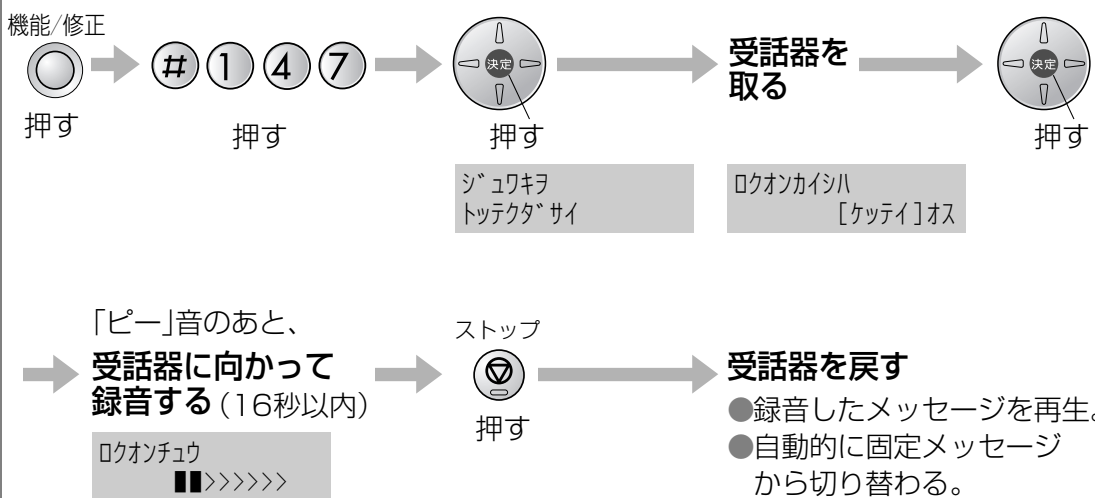 機能/修正
押す
#147
押す
決定
押す
ジュワキヲ
トッテクダサイ
受話器を
取る
ロクオンカイシハ
[ケッテイ]オス
決定
押す
「ピー」音のあと、
受話器に向かって
録音する(16秒以内)
ロクオンチュウ
▮▮>>>>>>
ストップ
押す
受話器を戻す
●録音したメッセージを再生。
●自動的に固定メッセージ
から切り替わる。